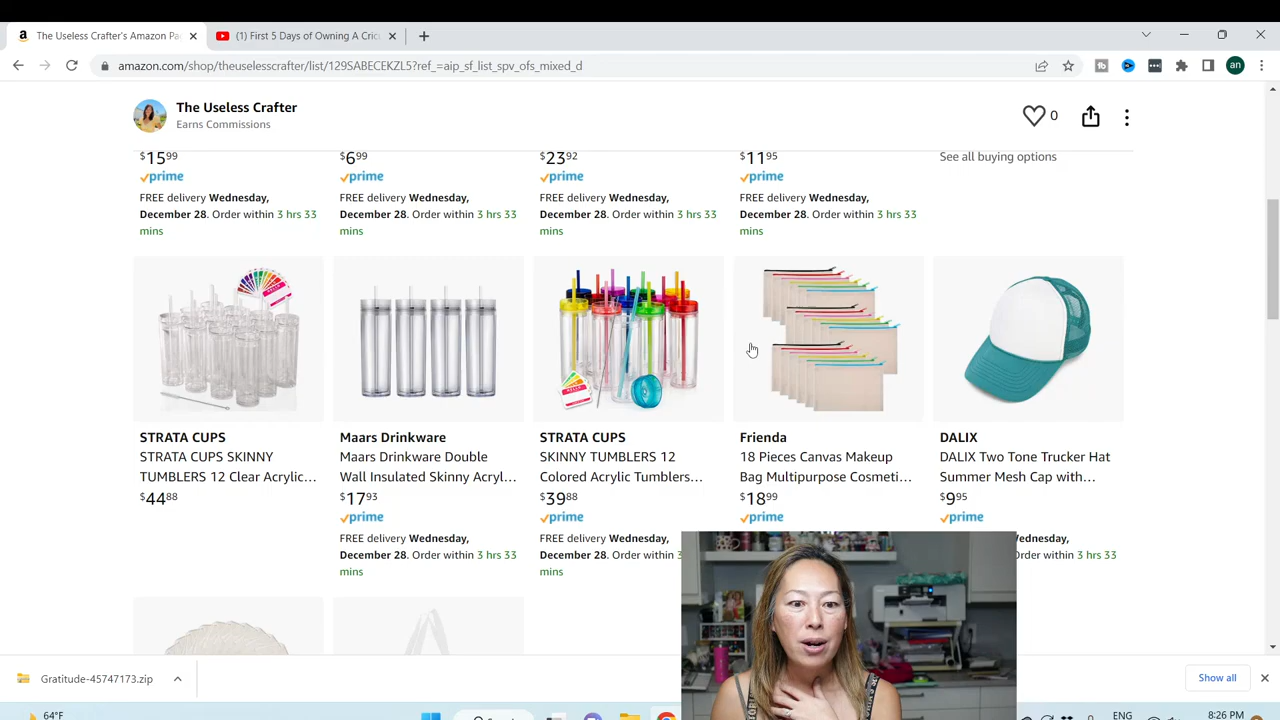 The Useless Crafter's Amazon Pa
(1) First 5 Days of Owning A Cric
amazon.com/shop/theuselesscrafter/list/129SABECEKZL5?ref_=aip_sf_list_spv_ofs_mixed_d
an
The Useless Crafter
Earns Commissions
0
$15.99
$6.99
$23.92
$11.95
See all buying options
prime
prime
prime
prime
FREE delivery Wednesday, December 28. Order within 3 hrs 33 mins
FREE delivery Wednesday, December 28. Order within 3 hrs 33 mins
FREE delivery Wednesday, December 28. Order within 3 hrs 33 mins
FREE delivery Wednesday, December 28. Order within 3 hrs 33 mins
STRATA CUPS
STRATA CUPS SKINNY
TUMBLERS 12 Clear Acrylic...
$44.88
Maars Drinkware
Maars Drinkware Double
Wall Insulated Skinny Acryl...
$17.93
prime
FREE delivery Wednesday,
December 28. Order within 3 hrs 33
mins
STRATA CUPS
SKINNY TUMBLERS 12
Colored Acrylic Tumblers...
$39.88
prime
FREE delivery Wednesday,
December 28. Order within 3
mins
Frienda
18 Pieces Canvas Makeup
Bag Multipurpose Cosmeti...
$18.99
prime
DALIX
DALIX Two Tone Trucker Hat
Summer Mesh Cap with...
$9.95
prime
Order within 3 hrs 33
Gratitude-45747173.zip
Show all
64°F
ENG
8:26 PM